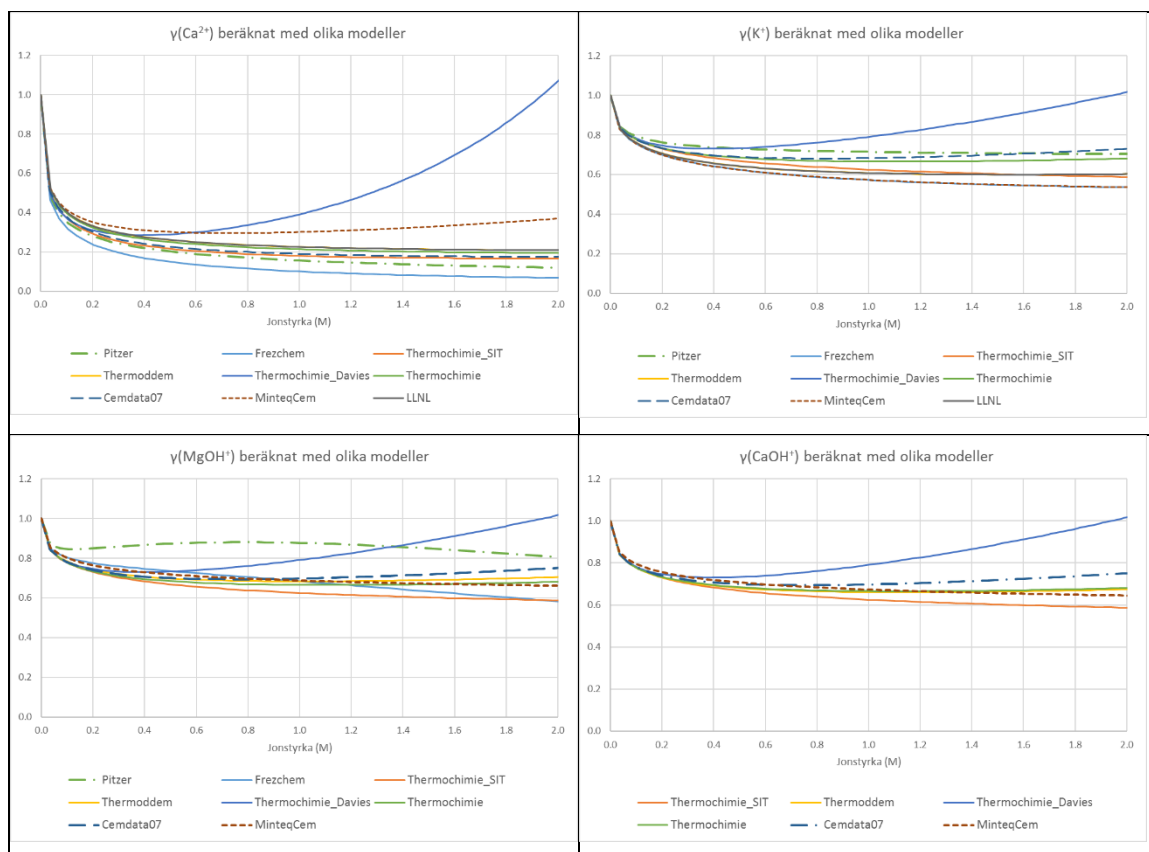 γ(Ca²⁺) beräknat med olika modeller
1.2
1.0
0.8
0.6
0.4
0.2
0.0
0.0 0.2 0.4 0.6 0.8 1.0 1.2 1.4 1.6 1.8 2.0
Jonstyrka (M)
Pitzer Frezchem Thermochimie_SIT
Thermoddem Thermochimie_Davies Thermochimie
Cemdata07 MinteqCem LLNL
γ(K⁺) beräknat med olika modeller
1.2
1.0
0.8
0.6
0.4
0.2
0.0
0.0 0.2 0.4 0.6 0.8 1.0 1.2 1.4 1.6 1.8 2.0
Jonstyrka (M)
Pitzer Frezchem Thermochimie_SIT
Thermoddem Thermochimie_Davies Thermochimie
Cemdata07 MinteqCem LLNL
γ(MgOH⁺) beräknat med olika modeller
1.2
1.0
0.8
0.6
0.4
0.2
0.0
0.0 0.2 0.4 0.6 0.8 1.0 1.2 1.4 1.6 1.8 2.0
Jonstyrka (M)
Pitzer Frezchem Thermochimie_SIT
Thermoddem Thermochimie_Davies Thermochimie
Cemdata07 MinteqCem
γ(CaOH⁺) beräknat med olika modeller
1.2
1.0
0.8
0.6
0.4
0.2
0.0
0.0 0.2 0.4 0.6 0.8 1.0 1.2 1.4 1.6 1.8 2.0
Jonstyrka (M)
Thermochimie_SIT Thermoddem Thermochimie_Davies
Thermochimie Cemdata07 MinteqCem